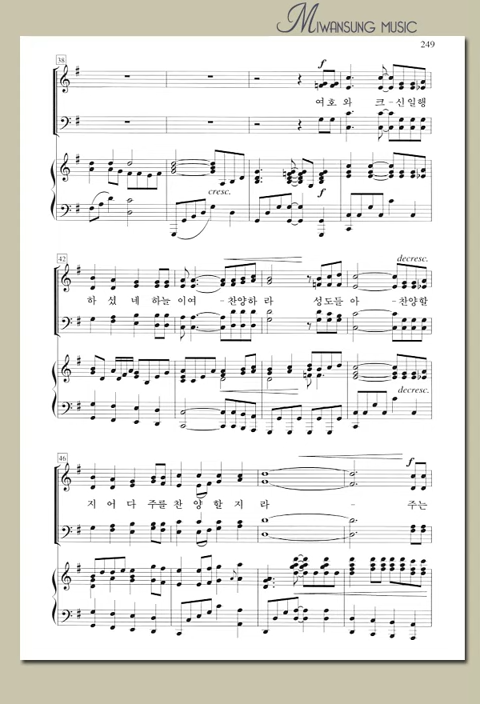 MIWANSUNG MUSIC
249
38
f
여호와 크 - 신일행
cresc.
f
42
decresc.
하 셨 네 하늘 이여 - 찬양하 라 성도들 아 - 찬양할
decresc.
46
f
지 어 다 주를 찬 양 할 지 라 - 주는